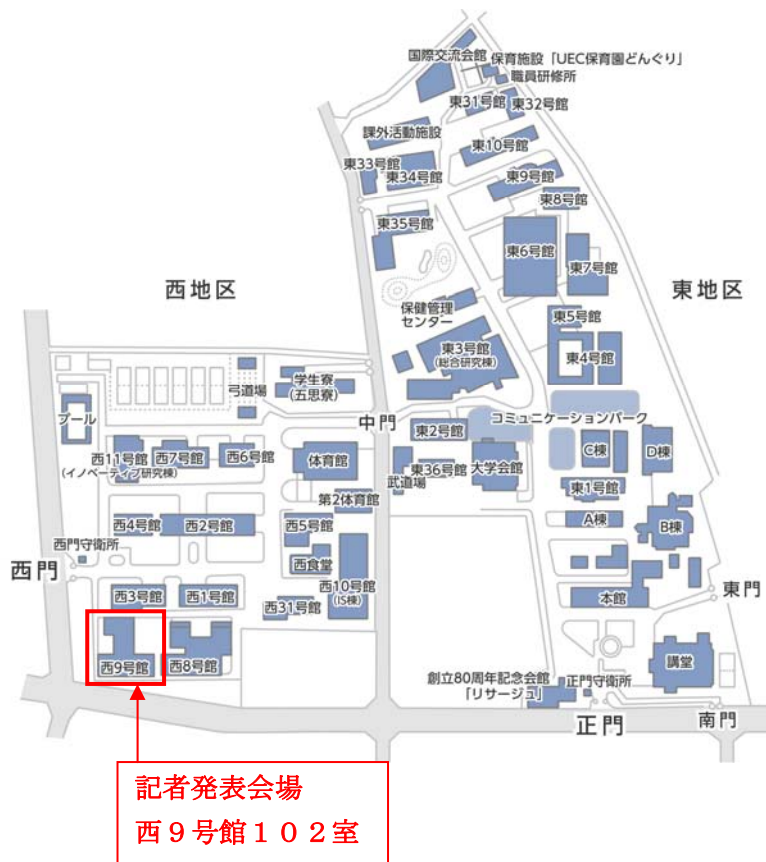 国際交流会館
保育施設「UEC保育園どんぐり」
職員研修所
東31号館
東32号館
課外活動施設
東10号館
東33号館
東34号館
東9号館
東8号館
東35号館
東6号館
東7号館
西地区
東地区
保健管理
センター
東5号館
東3号館
(総合研究棟)
東4号館
学生寮
(五思寮)
弓道場
プール
中門
東2号館
コミュニケーションパーク
西11号館
(イノベーティブ研究棟)
西7号館
西6号館
体育館
武道場
東36号館
大学会館
C棟
D棟
第2体育館
東1号館
西4号館
西2号館
西5号館
A棟
B棟
西門守衛所
西門
西食堂
西10号館
(IS棟)
西3号館
西1号館
西31号館
本館
東門
西9号館
西8号館
講堂
創立80周年記念会館
「リサージュ」
正門守衛所
正門
南門
記者発表会場
西9号館102室